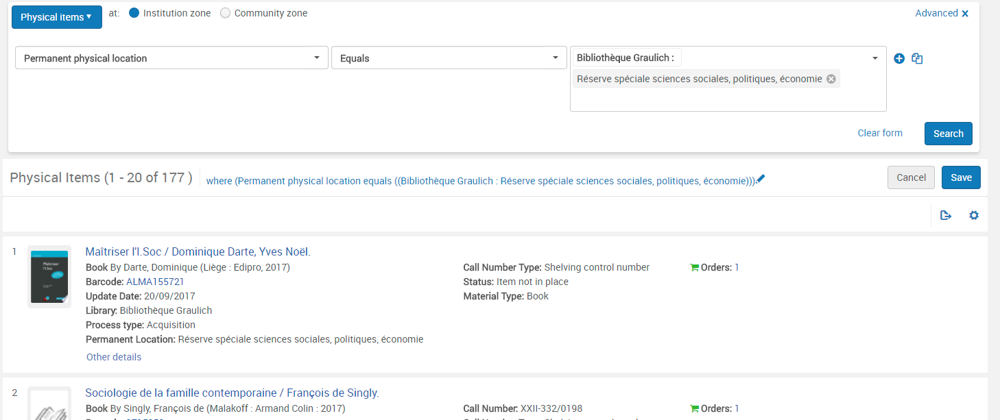 Physical items at: Institution zone Community zone Advanced
Permanent physical location Equals Bibliothèque Graulich :
Réserve spéciale sciences sociales, politiques, économie
Clear form Search
Physical Items (1 - 20 of 177 ) where (Permanent physical location equals ((Bibliothèque Graulich : Réserve spéciale sciences sociales, politiques, économie))) Cancel Save
1 Maîtriser l'I.Soc / Dominique Darte, Yves Noël.
Book By Darte, Dominique (Liège : Edipro, 2017) Call Number Type: Shelving control number Orders: 1
Barcode: ALMA155721 Status: Item not in place
Update Date: 20/09/2017 Material Type: Book
Library: Bibliothèque Graulich
Process type: Acquisition
Permanent Location: Réserve spéciale sciences sociales, politiques, économie
Other details
2 Sociologie de la famille contemporaine / François de Singly.
Book By Singly, François de (Malakoff : Armand Colin : 2017) Call Number: XXII-332/0198 Orders: 1